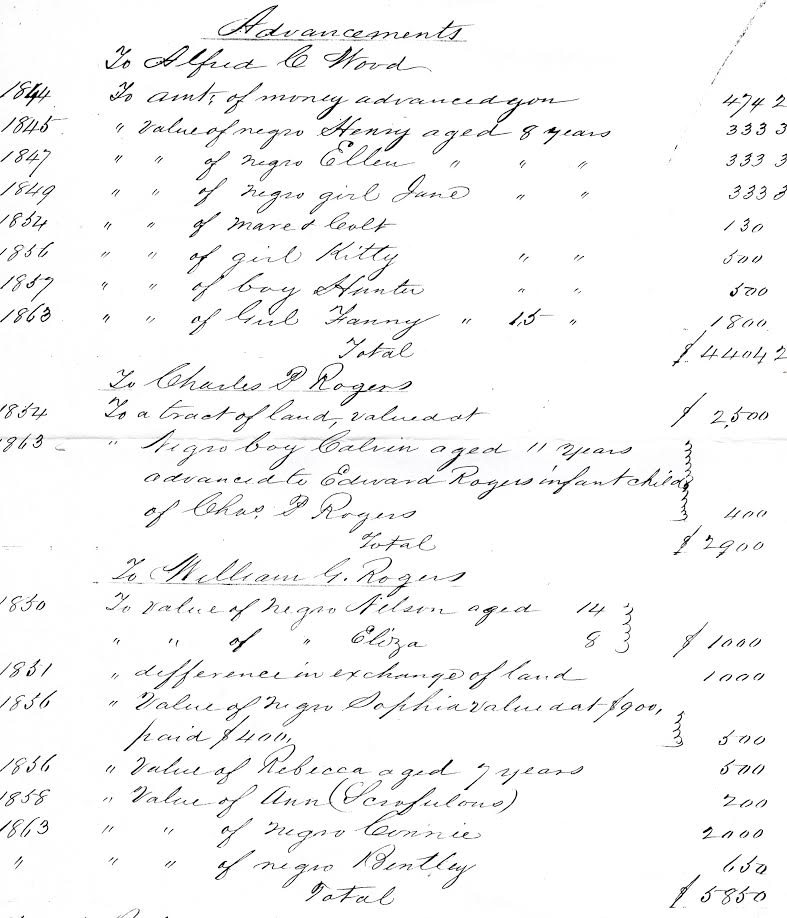 Advancements
To Alfred C Wood
1844 To amt. of money advanced you 474 2
1845 " Value of negro Henry aged 8 years 333 3
1847 " " of negro Ellen " " " 333 3
1849 " " of negro girl Jane " " 333 3
1854 " " of mare & Colt 130
1856 " " of girl Kitty " " 500
1857 " " of boy Hunter " " 500
1863 " " of Girl Fanny " 15 " 1800
Total $ 4404 2
To Charles P Rogers
1854 To a tract of land, valued at $ 2,500
1863 " Negro boy Calvin aged 11 years
advanced to Edward Rogers infant child
of Chas. P Rogers 400
Total $ 2900
To William G. Rogers
1850 To value of negro Nelson aged 14
" " of " Eliza 8 $ 1000
1851 " difference in exchange of land 1000
1856 " Value of negro Sophia valued at $900,
paid $400, 500
1856 " Value of Rebecca aged 7 years 500
1858 " Value of Ann (Scrofulous) 200
1863 " " of negro Connie 2000
" " " of negro Bentley 650
Total $ 5850